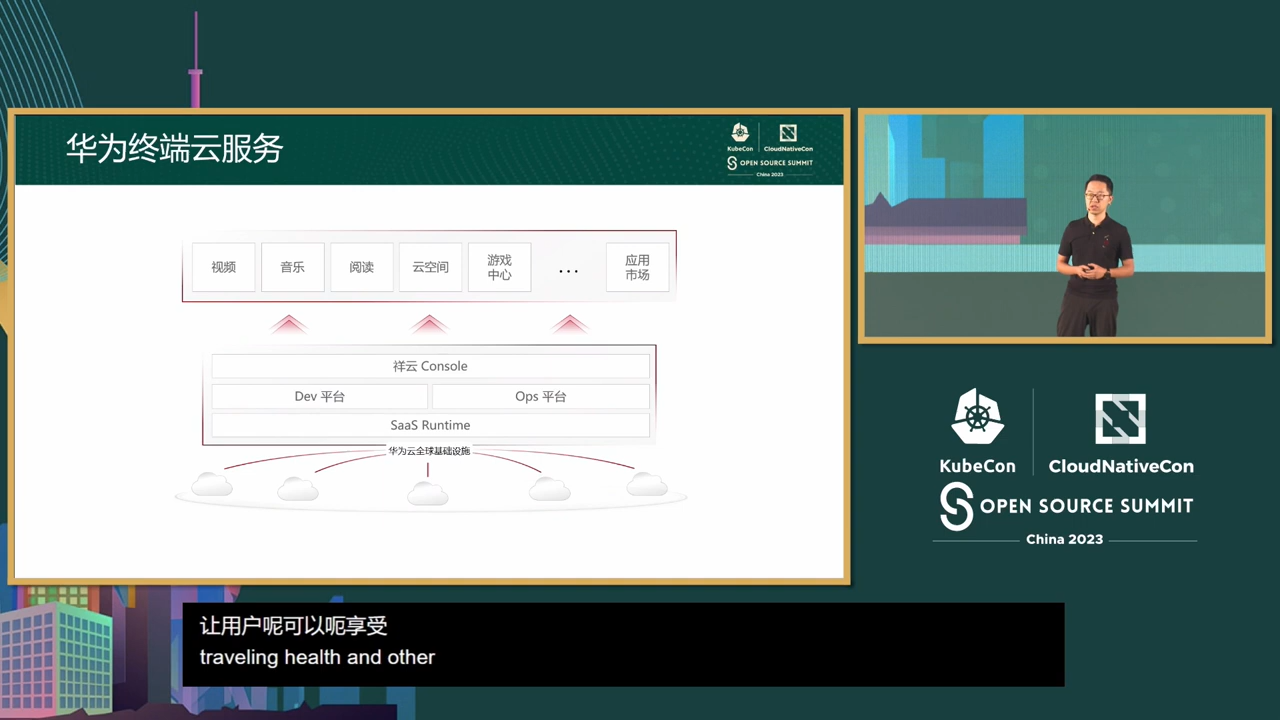 华为终端云服务
KubeCon
CloudNativeCon
OPEN SOURCE SUMMIT
China 2023
视频
音乐
阅读
云空间
游戏
中心
...
应用
市场
祥云 Console
Dev 平台
Ops 平台
SaaS Runtime
华为云全球基础设施
KubeCon
CloudNativeCon
OPEN SOURCE SUMMIT
China 2023
让用户呢可以呃享受
traveling health and other